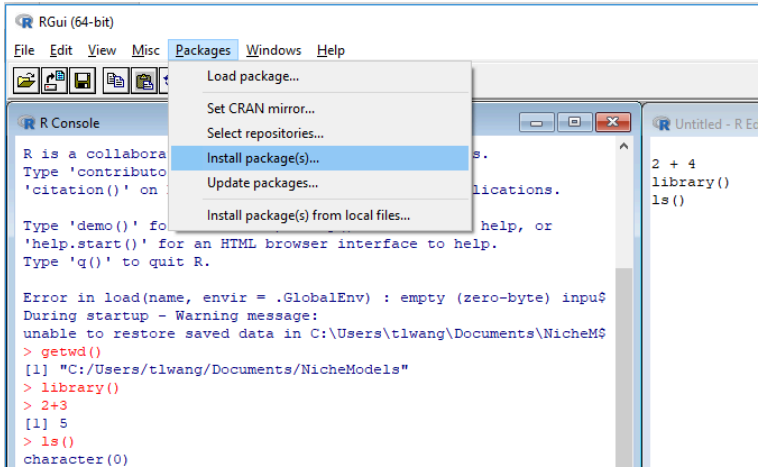 RGui (64-bit)
File Edit View Misc Packages Windows Help
Load package...
Set CRAN mirror...
Select repositories...
Install package(s)...
Update packages...
Install package(s) from local files...
R Console
R is a collabora s.
Type 'contributo
'citation()' on lications.
Type 'demo()' fo help, or
'help.start()' for an HTML browser interface to help.
Type 'q()' to quit R.
Error in load(name, envir = .GlobalEnv) : empty (zero-byte) inpu$
During startup - Warning message:
unable to restore saved data in C:\Users\tlwang\Documents\NicheM$
> getwd()
[1] "C:/Users/tlwang/Documents/NicheModels"
> library()
> 2+3
[1] 5
> ls()
character(0)
Untitled - R Ed
2 + 4
library()
ls()